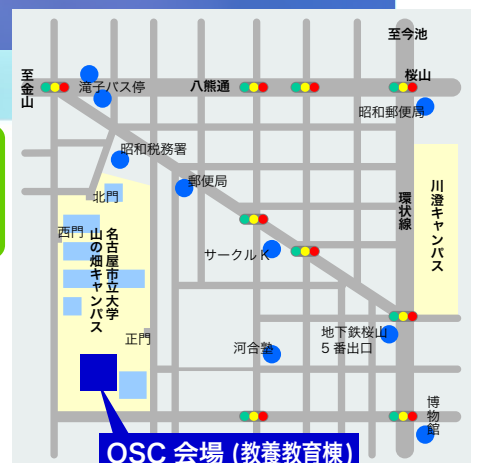 至今池
至金山
滝子バス停
八熊通
桜山
昭和郵便局
昭和税務署
郵便局
北門
川澄キャンパス
環状線
西門
名古屋市立大学
山の畑キャンパス
サークルK
正門
地下鉄桜山
5番出口
河合塾
博物館
OSC 会場 (教養教育棟)